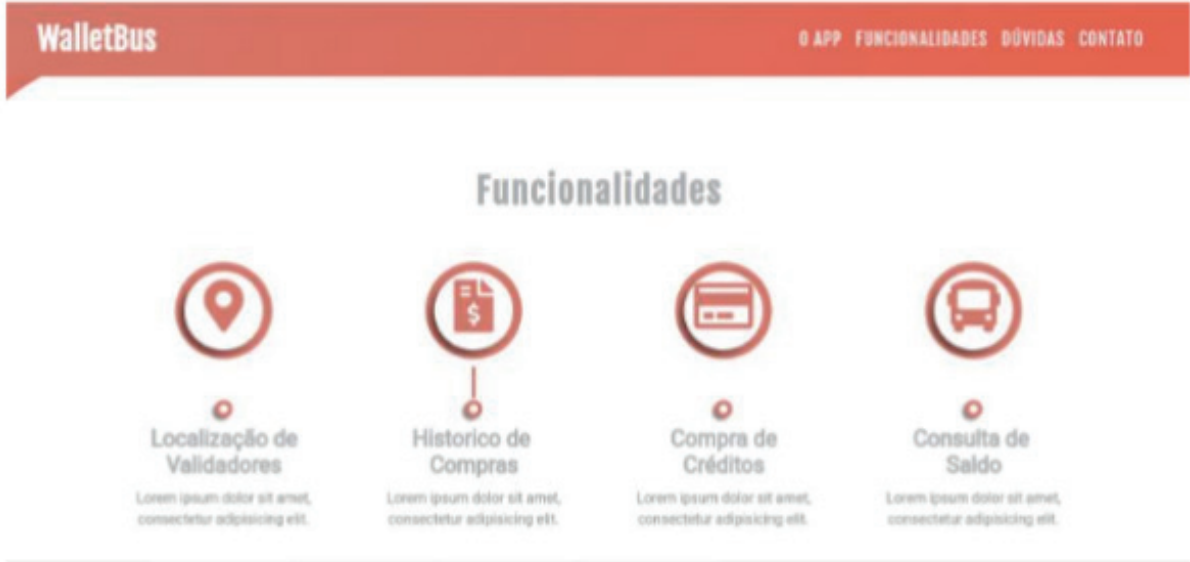 WalletBus
O APP FUNCIONALIDADES DÚVIDAS CONTATO
Funcionalidades
$
Localização de
Validadores
Lorem ipsum dolor sit amet,
consectetur adipisicing elit.
Historico de
Compras
Lorem ipsum dolor sit amet,
consectetur adipisicing elit.
Compra de
Créditos
Lorem ipsum dolor sit amet,
consectetur adipisicing elit.
Consulta de
Saldo
Lorem ipsum dolor sit amet,
consectetur adipisicing elit.